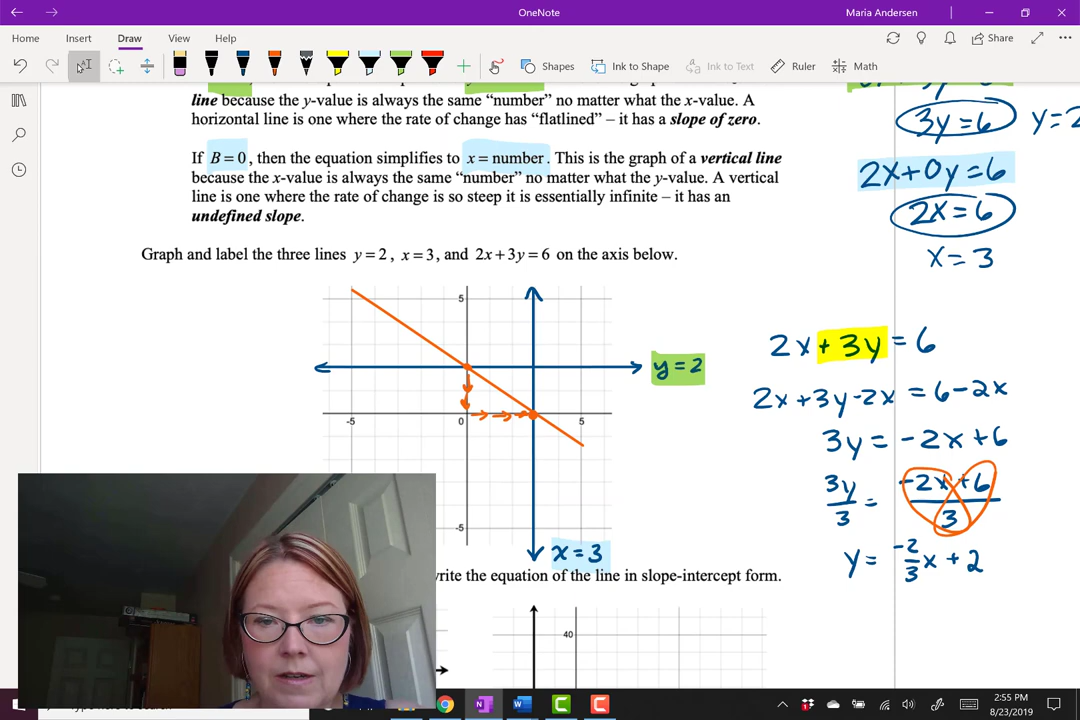 OneNote
Maria Andersen
Home Insert Draw View Help
Share
Shapes Ink to Shape Ink to Text Ruler Math
line because the y-value is always the same “number” no matter what the x-value. A
horizontal line is one where the rate of change has “flatlined” – it has a slope of zero.
If B = 0, then the equation simplifies to x = number. This is the graph of a vertical line
because the x-value is always the same “number” no matter what the y-value. A vertical
line is one where the rate of change is so steep it is essentially infinite – it has an
undefined slope.
Graph and label the three lines y = 2, x = 3, and 2x + 3y = 6 on the axis below.
5
-5
0
5
-5
y = 2
x = 3
rite the equation of the line in slope-intercept form.
40
3y = 6
y = 2
2x + 0y = 6
2x = 6
x = 3
2x + 3y = 6
2x + 3y - 2x = 6 - 2x
3y = -2x + 6
3y/3 = -2x + 6/3
y = -2/3 x + 2
2:55 PM
8/23/2019